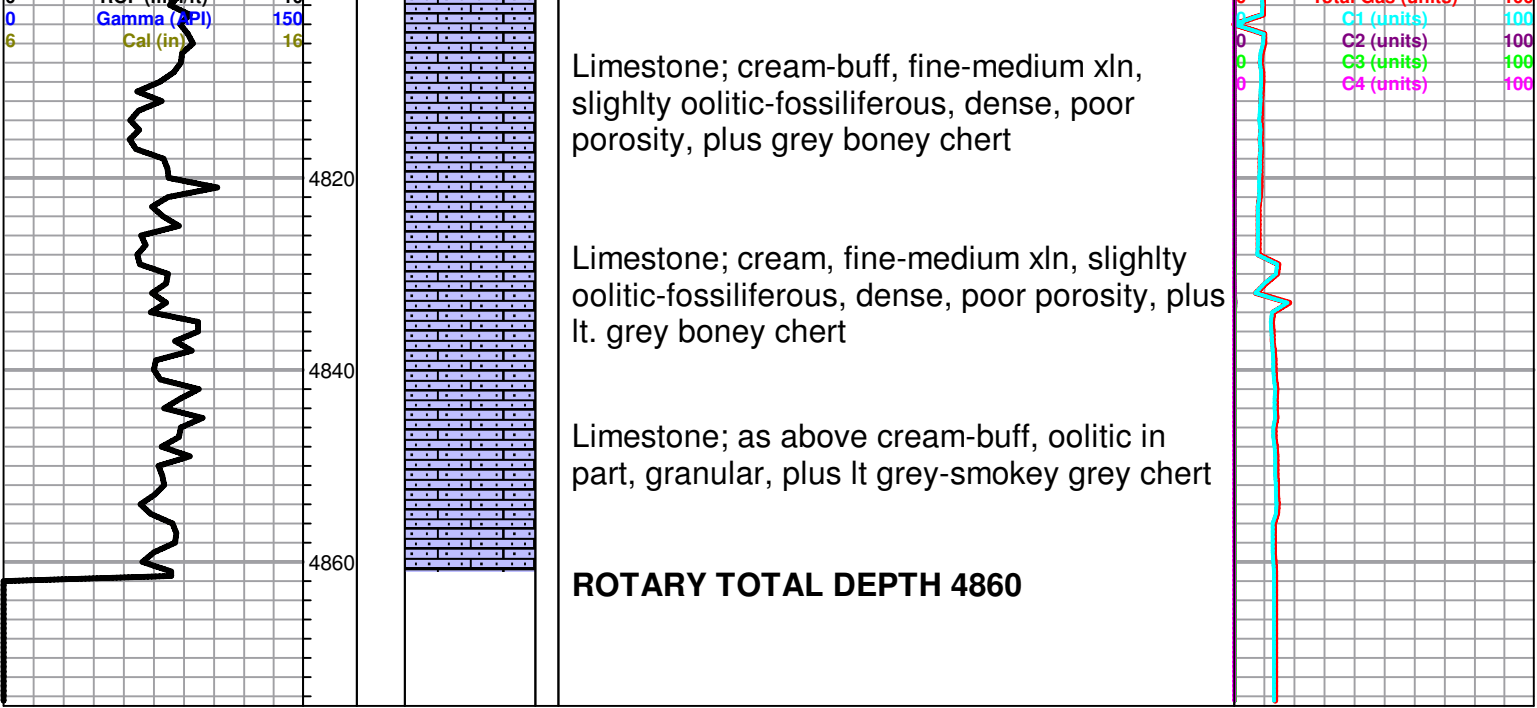 0 Gamma (API) 150
6 Cal (in) 16
Total Gas (units) 100
C1 (units) 100
0 C2 (units) 100
0 C3 (units) 100
0 C4 (units) 100
Limestone; cream-buff, fine-medium xln,
slighlty oolitic-fossiliferous, dense, poor
porosity, plus grey boney chert
4820
Limestone; cream, fine-medium xln, slighlty
oolitic-fossiliferous, dense, poor porosity, plus
lt. grey boney chert
4840
Limestone; as above cream-buff, oolitic in
part, granular, plus lt grey-smokey grey chert
4860
ROTARY TOTAL DEPTH 4860